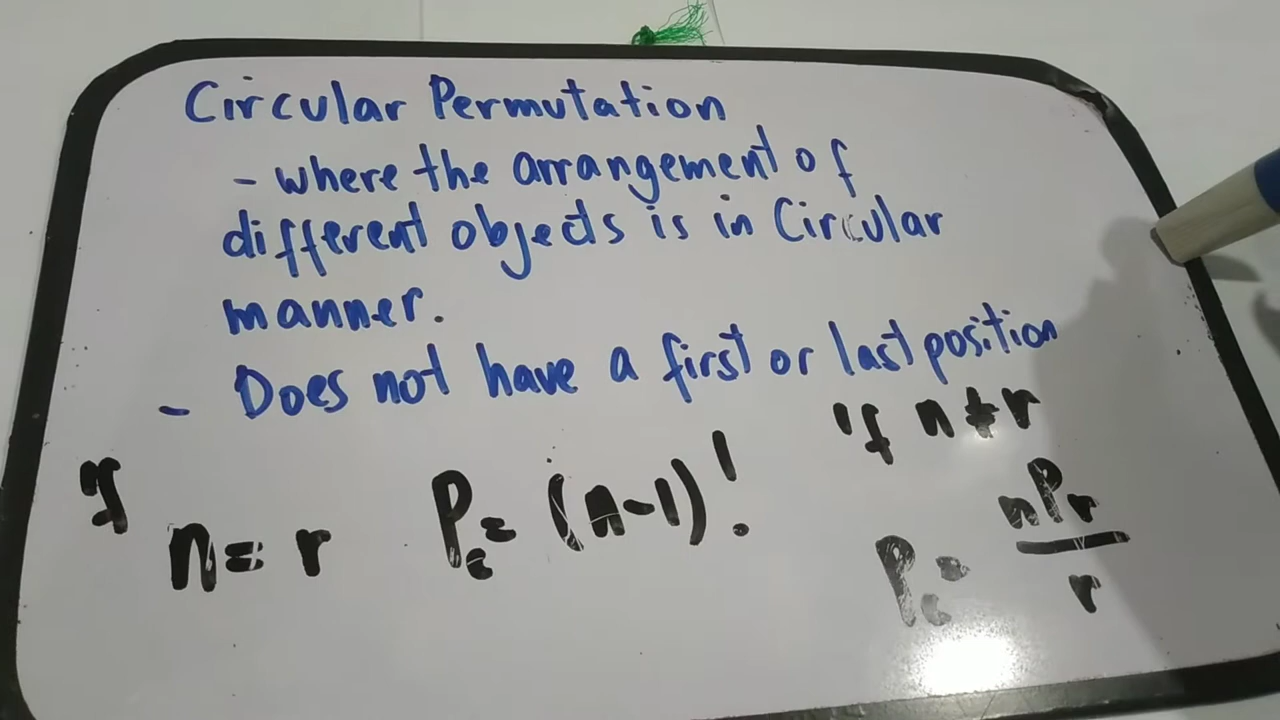 Circular Permutation
- where the arrangement of
different objects is in Circular
manner.
- Does not have a first or last position
if n ≠ r
if
n = r Pc = (n-1)!
Pc = nPr / r